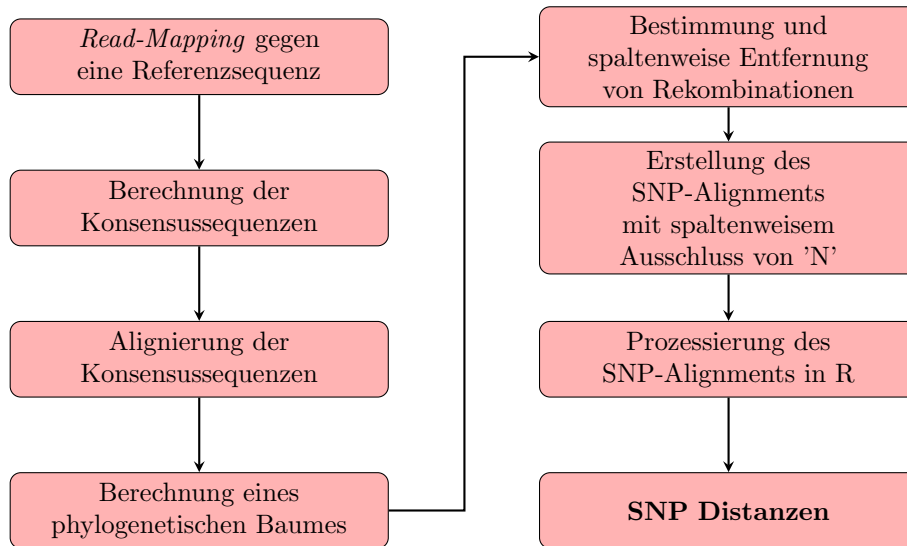 Read-Mapping gegen
eine Referenzsequenz
Berechnung der
Konsensussequenzen
Alignierung der
Konsensussequenzen
Berechnung eines
phylogenetischen Baumes
Bestimmung und
spaltenweise Entfernung
von Rekombinationen
Erstellung des
SNP-Alignments
mit spaltenweisem
Ausschluss von ’N’
Prozessierung des
SNP-Alignments in R
SNP Distanzen